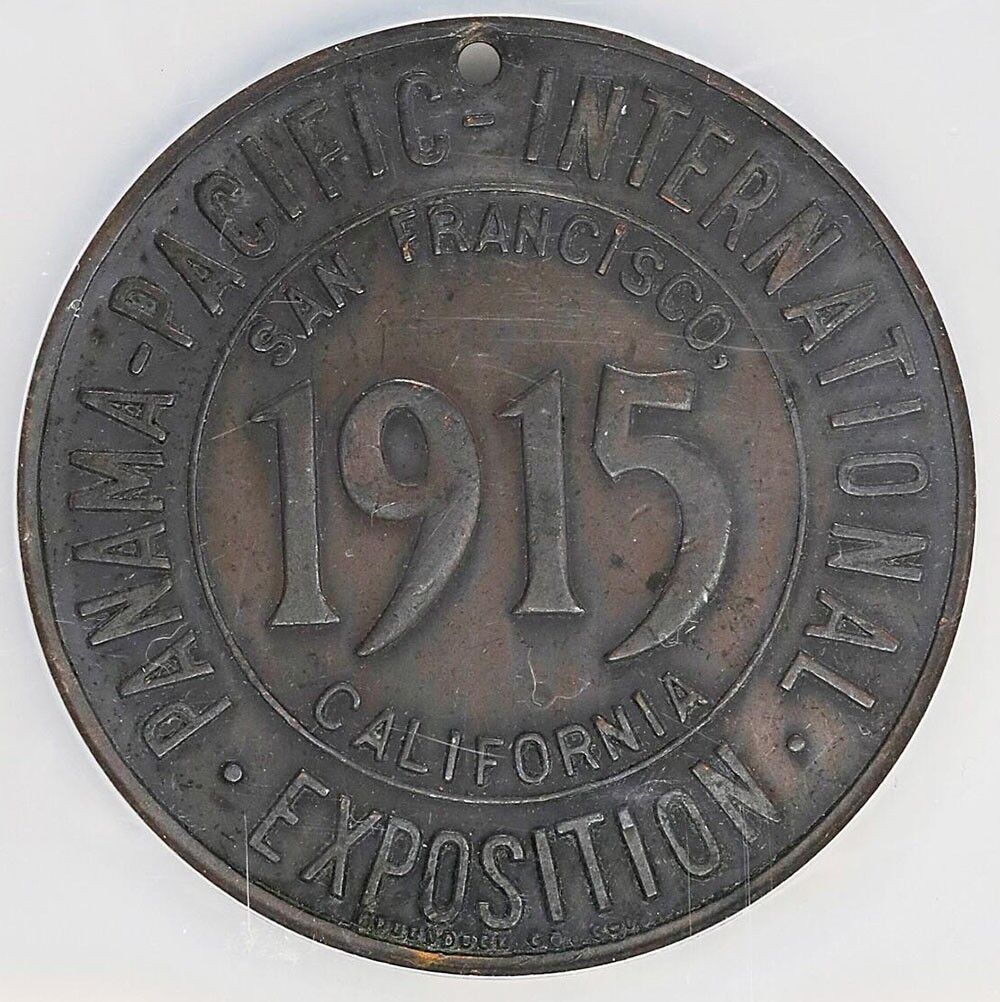 PANAMA-PACIFIC-INTERNATIONAL
· EXPOSITION ·
SAN FRANCISCO,
1915
CALIFORNIA